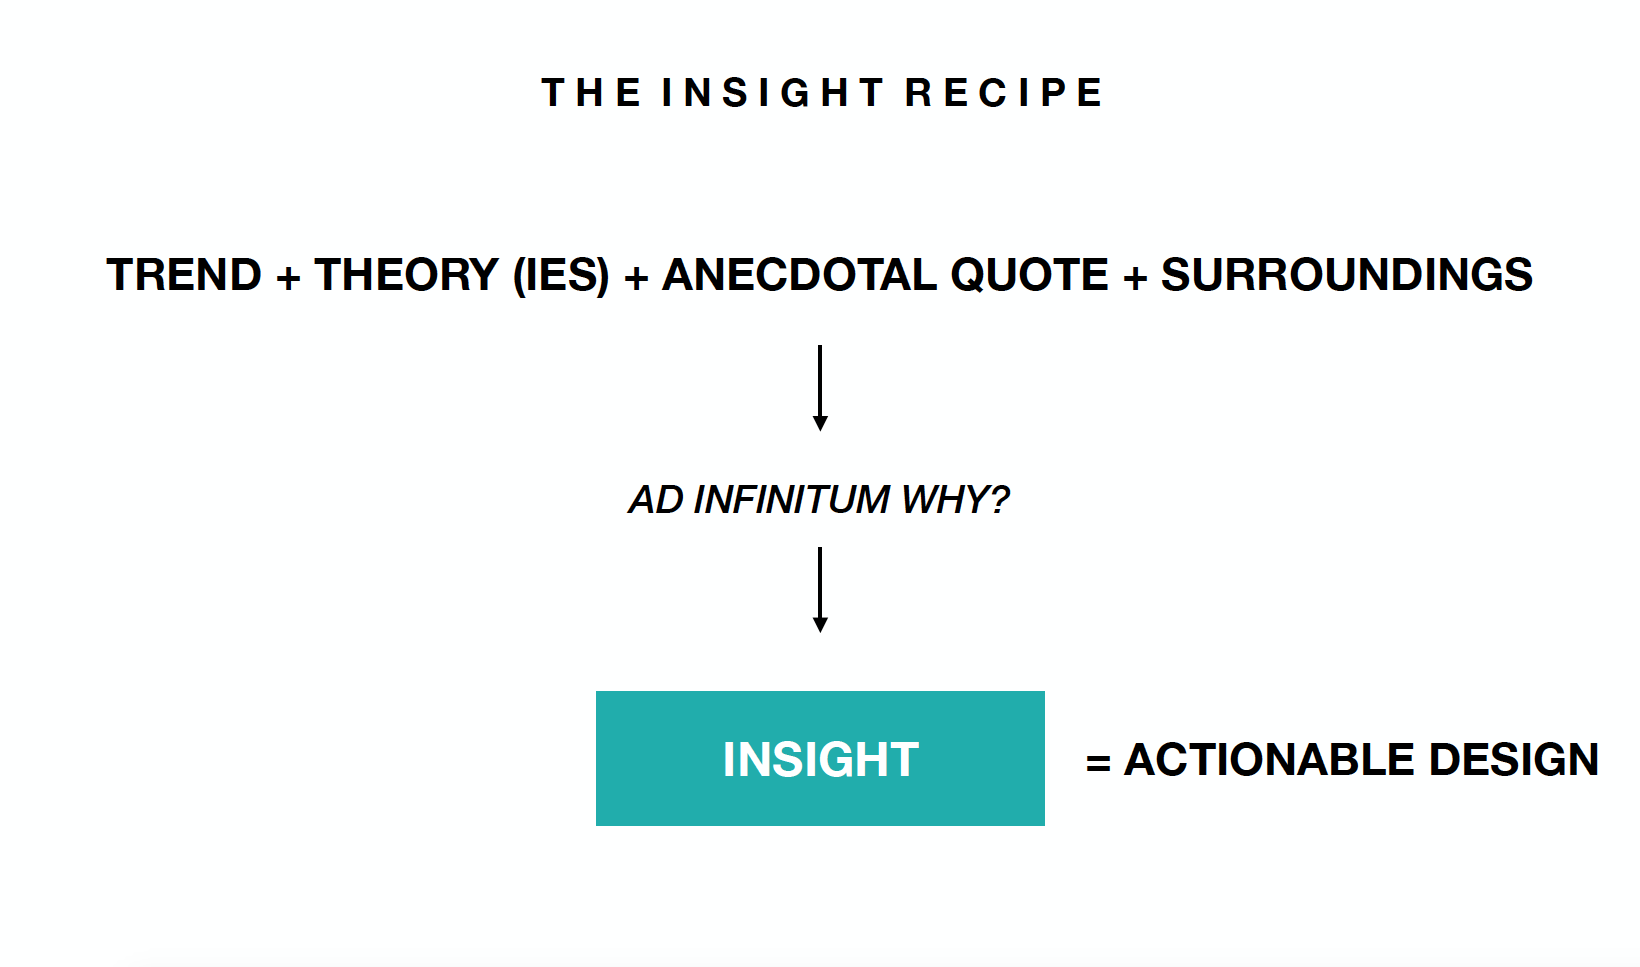 THE INSIGHT RECIPE
TREND + THEORY (IES) + ANECDOTAL QUOTE + SURROUNDINGS
AD INFINITUM WHY?
INSIGHT = ACTIONABLE DESIGN